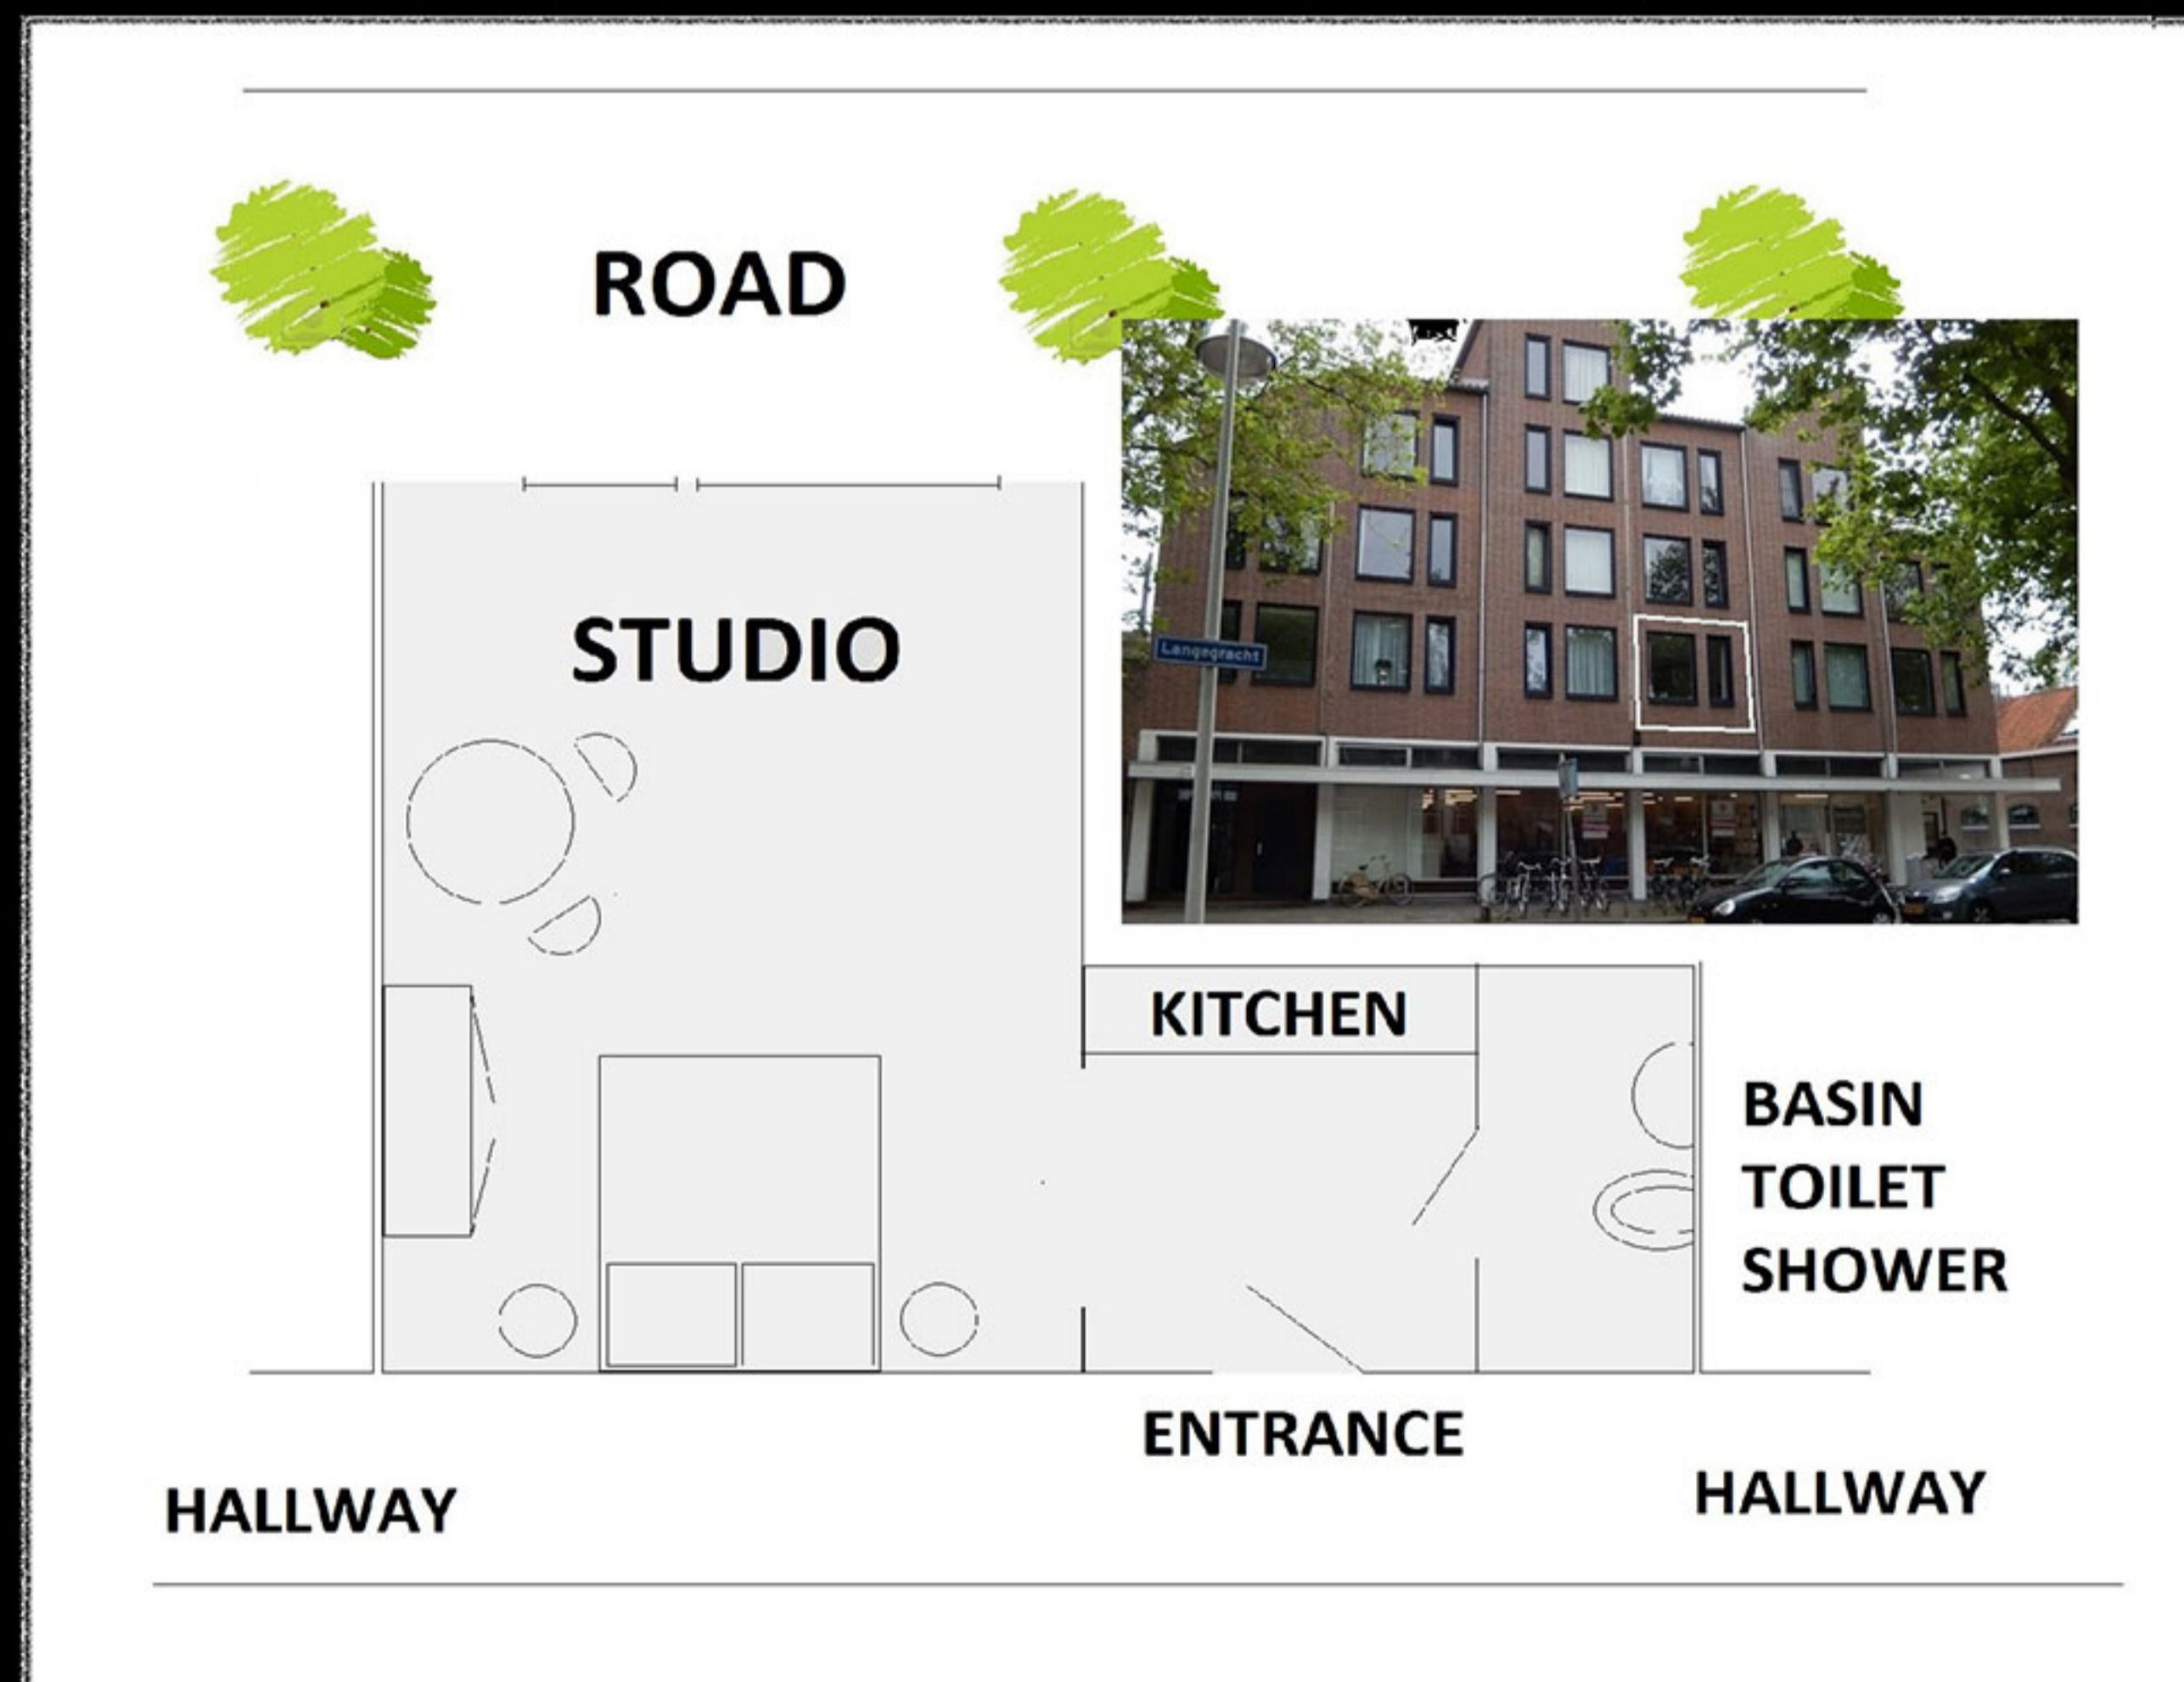 ROAD
STUDIO
Langegracht
KITCHEN
BASIN
TOILET
SHOWER
ENTRANCE
HALLWAY
HALLWAY